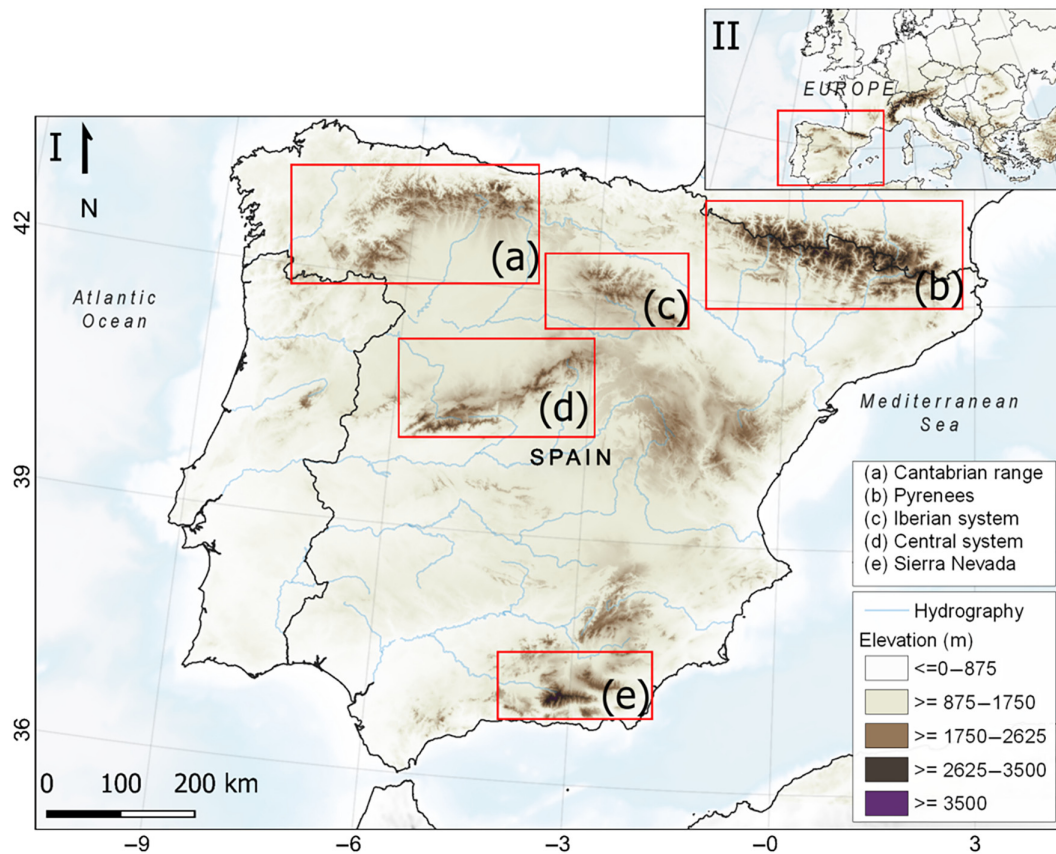 I
N
II
EUROPE
42
39
36
(a)
(b)
(c)
(d)
(e)
Atlantic
Ocean
Mediterranean
Sea
SPAIN
(a) Cantabrian range
(b) Pyrenees
(c) Iberian system
(d) Central system
(e) Sierra Nevada
Hydrography
Elevation (m)
<=0–875
>= 875–1750
>= 1750–2625
>= 2625–3500
>= 3500
0 100 200 km
–9 –6 –3 –0 3